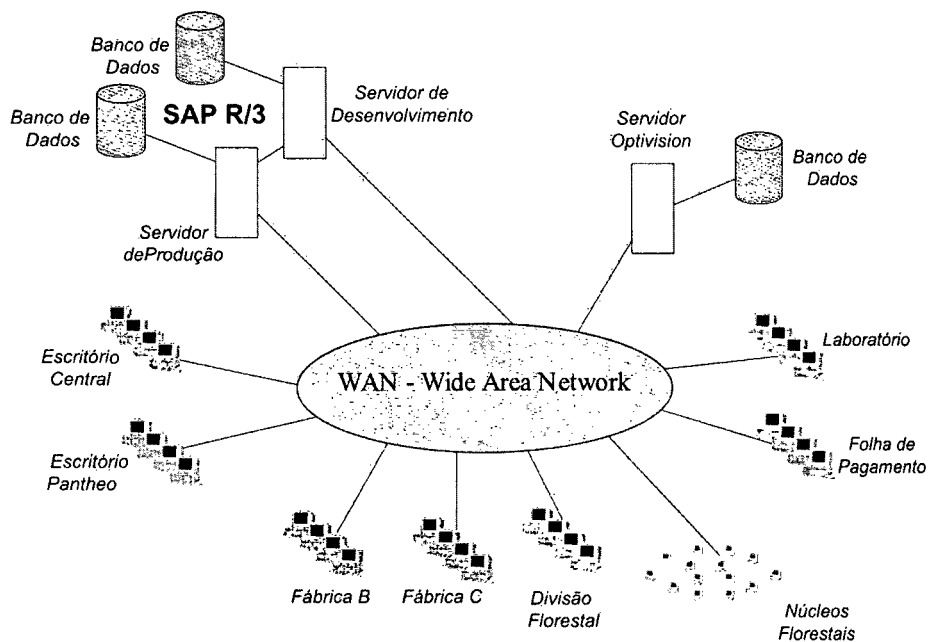 Banco de
Dados
Banco de
Dados
SAP R/3
Servidor de
Desenvolvimento
Servidor
Optivision
Banco de
Dados
Servidor
deProdução
Escritório
Central
WAN - Wide Area Network
Laboratório
Escritório
Pantheo
Folha de
Pagamento
Fábrica B
Fábrica C
Divisão
Florestal
Núcleos
Florestais